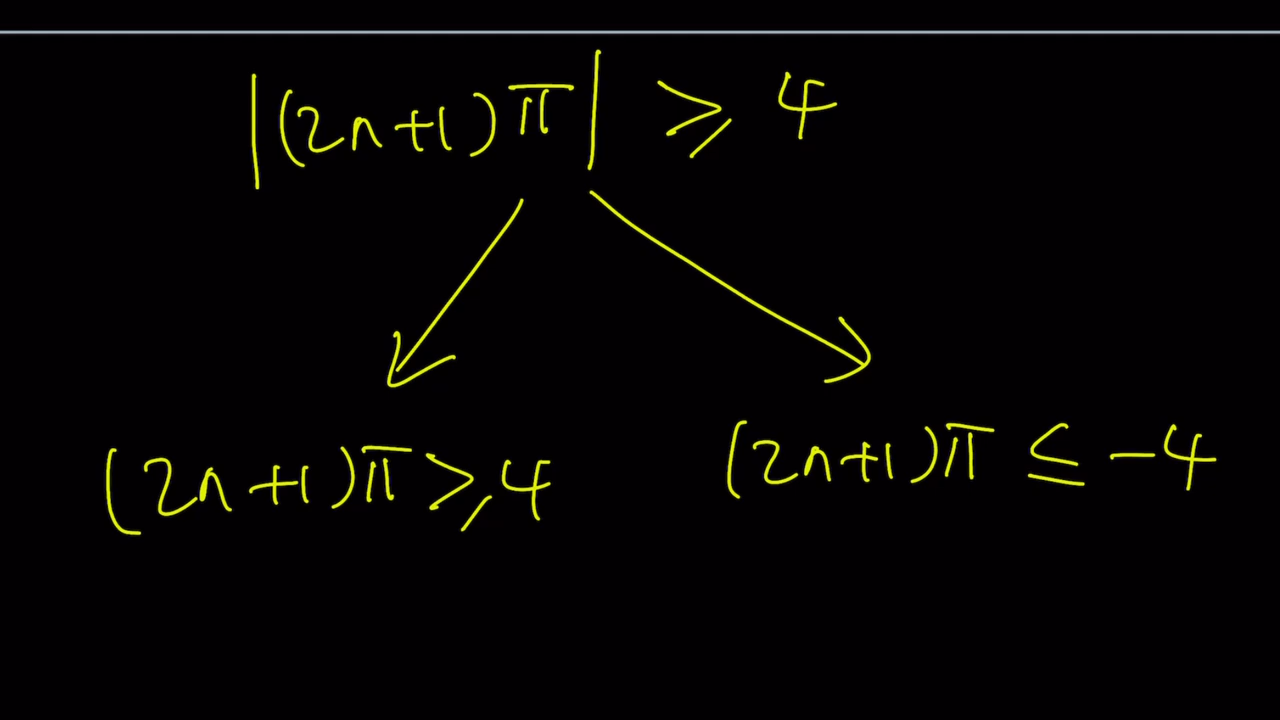 |(2n+1)π| ⩾ 4
(2n+1)π ⩾ 4
(2n+1)π ≤ -4